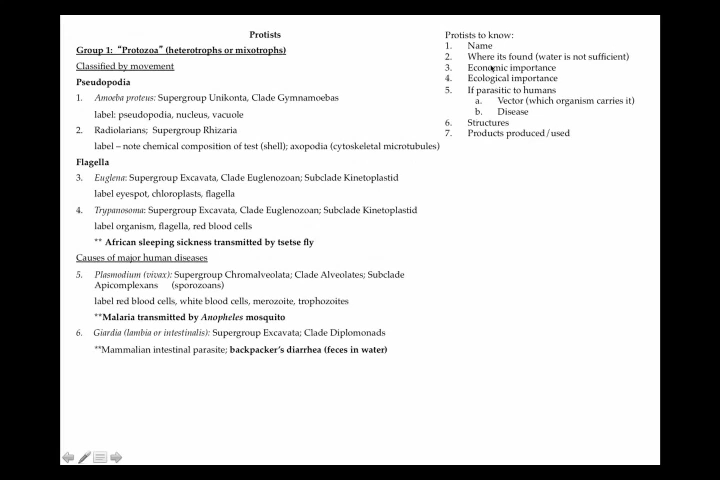 Protists
Group 1: “Protozoa” (heterotrophs or mixotrophs)
Classified by movement
Pseudopodia
1. Amoeba proteus: Supergroup Unikonta, Clade Gymnamoebas
label: pseudopodia, nucleus, vacuole
2. Radiolarians; Supergroup Rhizaria
label – note chemical composition of test (shell); axopodia (cytoskeletal microtubules)
Flagella
3. Euglena: Supergroup Excavata, Clade Euglenozoan; Subclade Kinetoplastid
label eyespot, chloroplasts, flagella
4. Trypanosoma: Supergroup Excavata, Clade Euglenozoan; Subclade Kinetoplastid
label organism, flagella, red blood cells
** African sleeping sickness transmitted by tsetse fly
Causes of major human diseases
5. Plasmodium (vivax): Supergroup Chromalveolata; Clade Alveolates; Subclade
Apicomplexans (sporozoans)
label red blood cells, white blood cells, merozoite, trophozoites
**Malaria transmitted by Anopheles mosquito
6. Giardia (lambia or intestinalis): Supergroup Excavata; Clade Diplomonads
**Mammalian intestinal parasite; backpacker’s diarrhea (feces in water)
Protists to know:
1. Name
2. Where its found (water is not sufficient)
3. Economic importance
4. Ecological importance
5. If parasitic to humans
a. Vector (which organism carries it)
b. Disease
6. Structures
7. Products produced/used